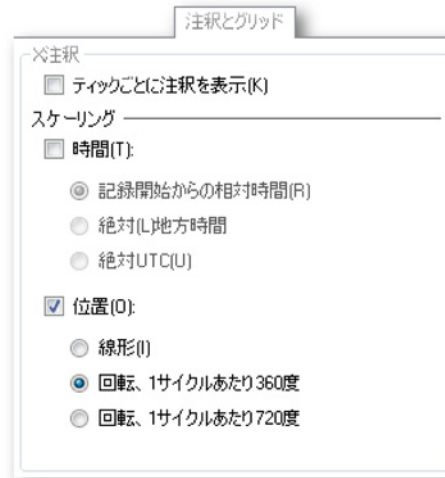 注釈とグリッド
X注釈
ティックごとに注釈を表示(K)
スケーリング
時間(T):
記録開始からの相対時間(R)
絶対(L)地方時間
絶対UTC(U)
位置(O):
線形(I)
回転、1サイクルあたり360度
回転、1サイクルあたり720度